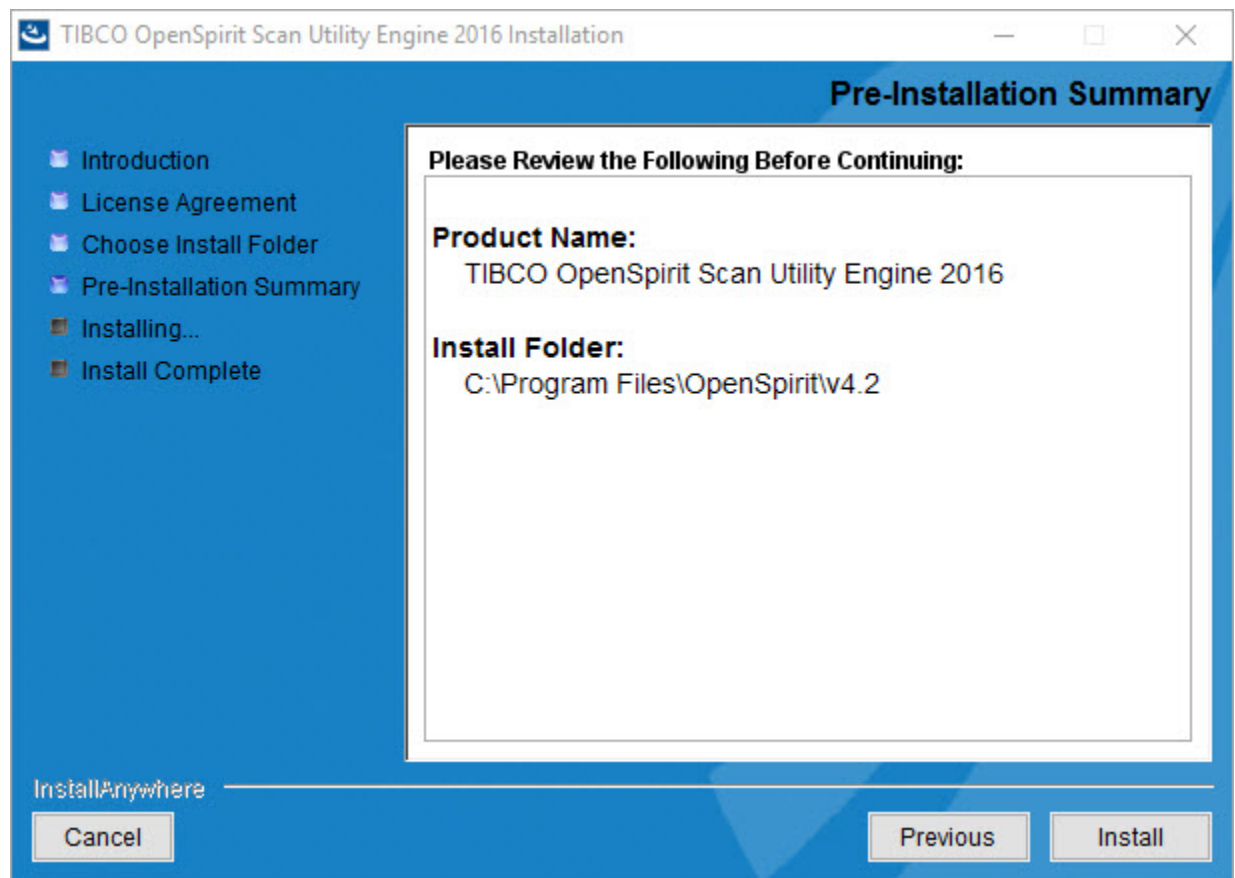 TIBCO OpenSpirit Scan Utility Engine 2016 Installation
Pre-Installation Summary
Introduction
License Agreement
Choose Install Folder
Pre-Installation Summary
Installing...
Install Complete
Please Review the Following Before Continuing:
Product Name:
TIBCO OpenSpirit Scan Utility Engine 2016
Install Folder:
C:\Program Files\OpenSpirit\v4.2
InstallAnywhere
Cancel
Previous
Install